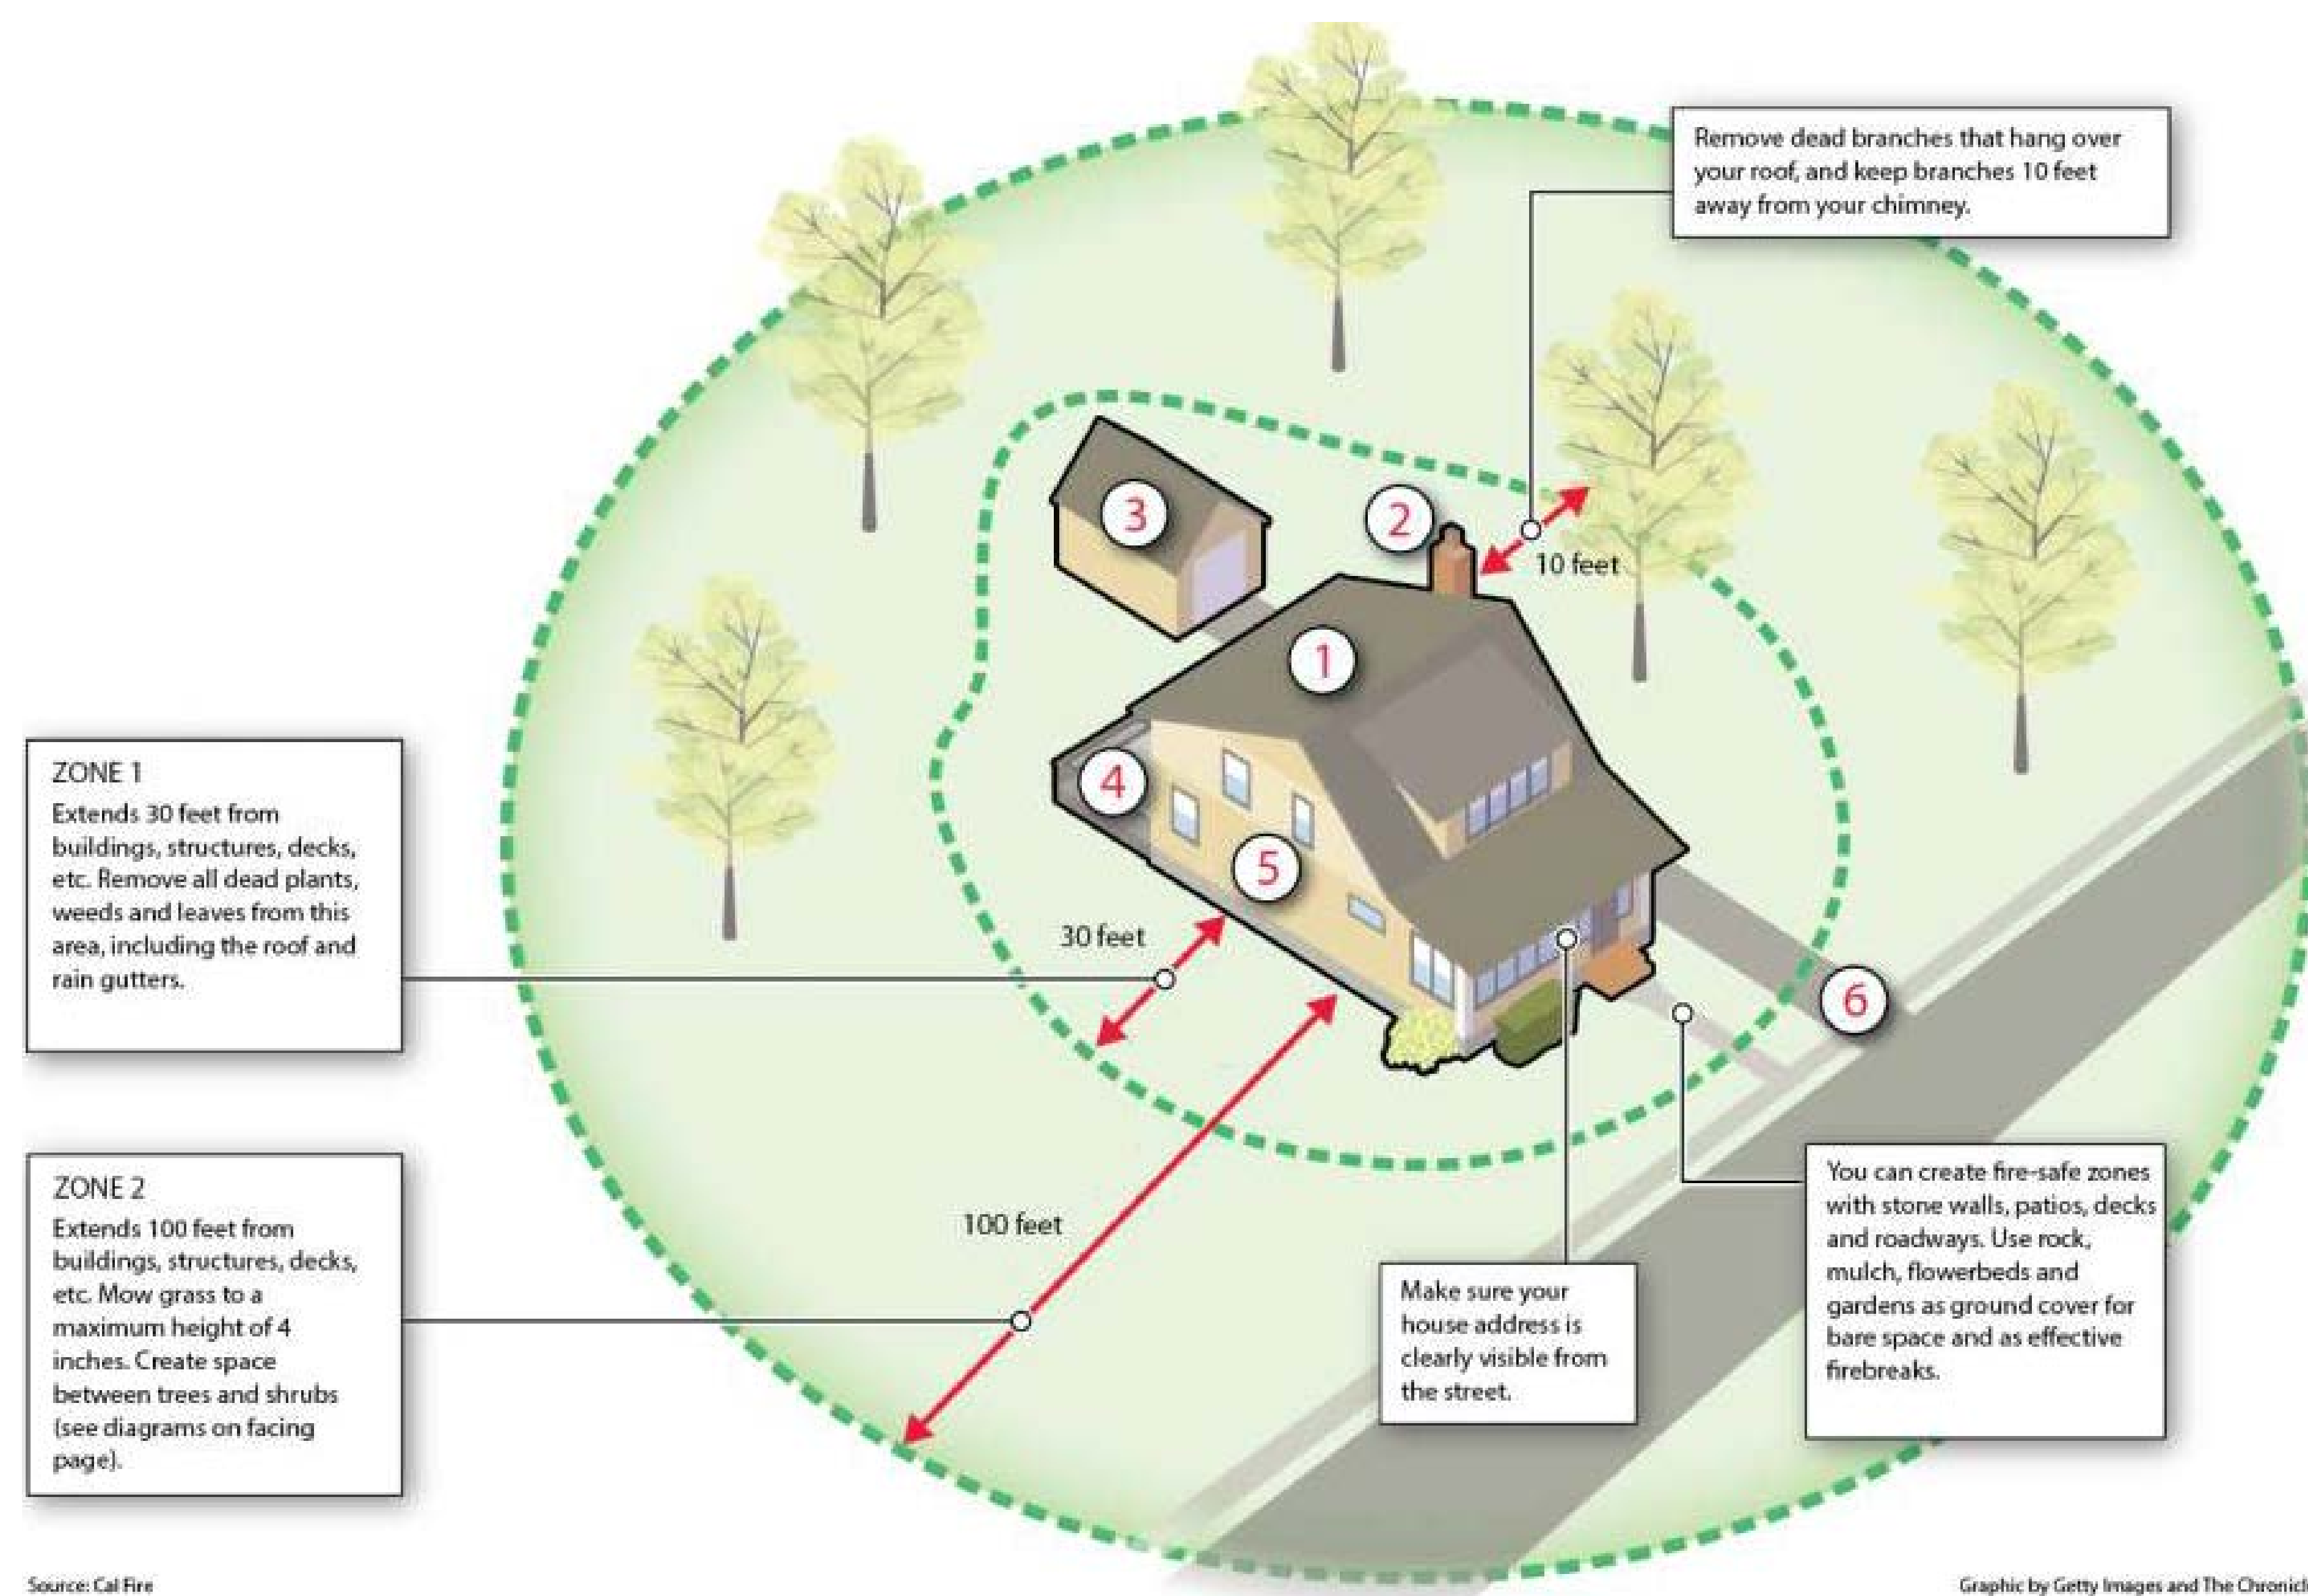 Remove dead branches that hang over
your roof, and keep branches 10 feet
away from your chimney.
3
2
10 feet
1
4
5
6
ZONE 1
Extends 30 feet from
buildings, structures, decks,
etc. Remove all dead plants,
weeds and leaves from this
area, including the roof and
rain gutters.
30 feet
ZONE 2
Extends 100 feet from
buildings, structures, decks,
etc. Mow grass to a
maximum height of 4
inches. Create space
between trees and shrubs
(see diagrams on facing
page).
100 feet
Make sure your
house address is
clearly visible from
the street.
You can create fire-safe zones
with stone walls, patios, decks
and roadways. Use rock,
mulch, flowerbeds and
gardens as ground cover for
bare space and as effective
firebreaks.
Source: Cal Fire
Graphic by Getty Images and The Chronicl